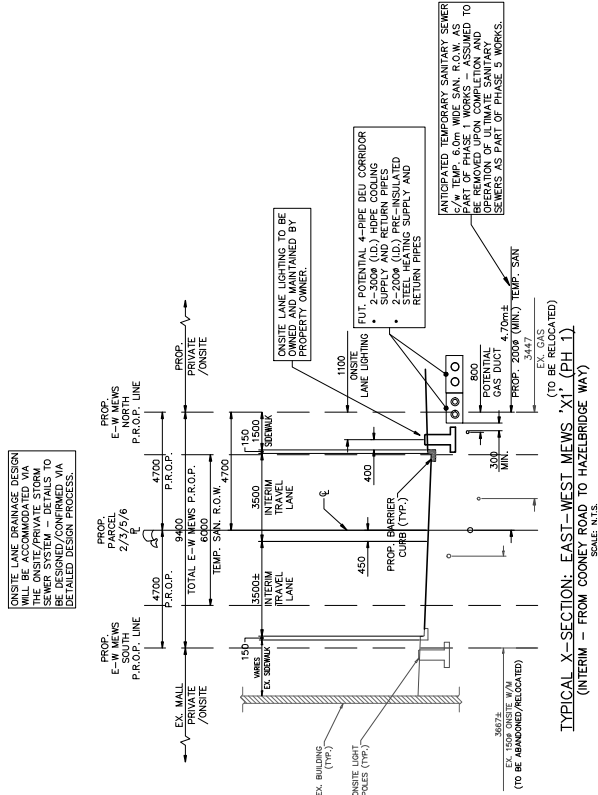 ONSITE LANE DRAINAGE DESIGN
WILL BE ACCOMMODATED VIA
THE ONSITE/PRIVATE STORM
SEWER SYSTEM – DETAILS TO
BE DESIGNED/CONFIRMED VIA
DETAILED DESIGN PROCESS.
PROP.
E-W MEWS
SOUTH
P.R.O.P. LINE
PROP.
PARCEL
2/3/5/6
PROP.
E-W MEWS
NORTH
P.R.O.P. LINE
EX. MALL
PRIVATE
/ONSITE
PROP.
PRIVATE
/ONSITE
4700
P.R.O.P.
4700
P.R.O.P.
9400
TOTAL E-W MEWS P.R.O.P.
6000
TEMP. SAN. R.O.W.
4700
150
VARIES
EX. SIDEWALK
3500±
INTERIM
TRAVEL
LANE
3500
INTERIM
TRAVEL
LANE
150
1500
SIDEWALK
ONSITE LANE LIGHTING TO BE
OWNED AND MAINTAINED BY
PROPERTY OWNER.
1100
ONSITE
LANE LIGHTING
FUT. POTENTIAL 4-PIPE DEU CORRIDOR
• 2-300Ø (I.D.) HDPE COOLING
SUPPLY AND RETURN PIPES
• 2-200Ø (I.D.) PRE-INSULATED
STEEL HEATING SUPPLY AND
RETURN PIPES
EX. BUILDING
(TYP.)
ONSITE LIGHT
POLES (TYP.)
450
℄
400
PROP. BARRIER
CURB (TYP.)
300
MIN.
800
POTENTIAL
GAS DUCT
4.70m±
PROP. 200Ø (MIN.) TEMP. SAN
3447
EX. GAS
(TO BE RELOCATED)
3667±
EX. 150Ø ONSITE W/M
(TO BE ABANDONED/RELOCATED)
ANTICIPATED TEMPORARY SANITARY SEWER
c/w TEMP. 6.0m WIDE SAN. R.O.W. AS
PART OF PHASE 1 WORKS – ASSUMED TO
BE REMOVED UPON COMPLETION AND
OPERATION OF ULTIMATE SANITARY
SEWERS AS PART OF PHASE 5 WORKS.
TYPICAL X-SECTION: EAST-WEST MEWS 'X1' (PH 1)
(INTERIM – FROM COONEY ROAD TO HAZELBRIDGE WAY)
SCALE: N.T.S.